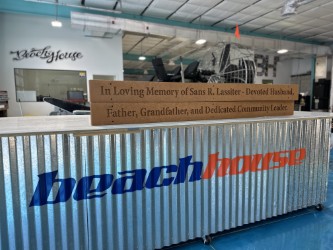 Beach House
In Loving Memory of Sans R. Lassiter - Devoted Husband,
Father, Grandfather, and Dedicated Community Leader
beachhouse